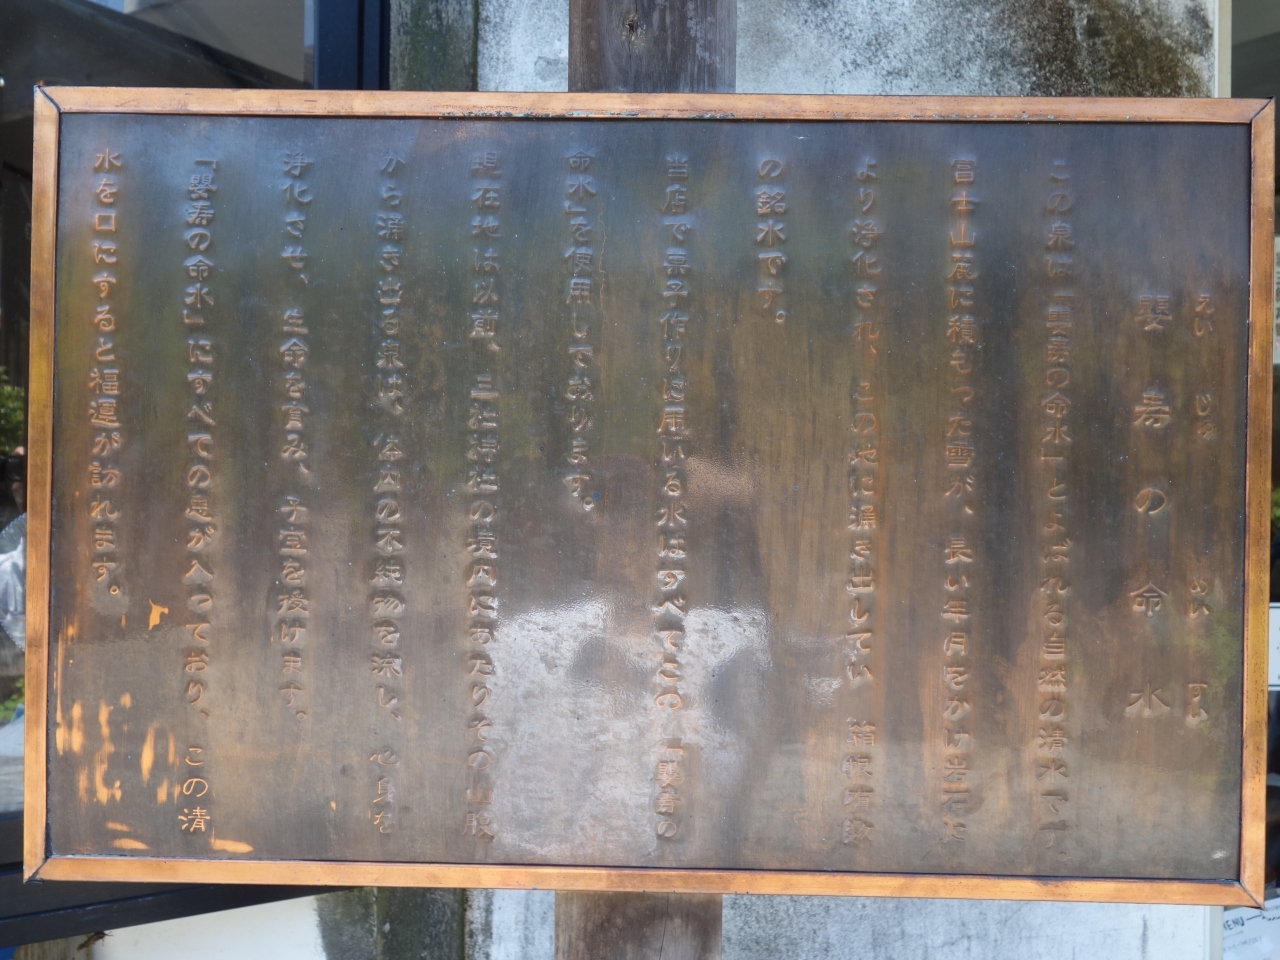 えい じゅ めい すい
嬰寿の命水
この泉は「嬰寿の命水」とよばれる自然の清水です
富士山麓に積もった雪が、長い年月をかけ岩石た
より浄化され、この地に涌き出してい 箱根有数
の銘水です。
当店で菓子作りに用いる水はすべてこの「嬰寿の
命水」を使用しております。
現在地は以前、三社神社の境内にあたりその山股
から涌き出る泉は、体内の不純物を流し、心身を
浄化させ、生命を育み、子宝を授けます。
「嬰寿の命水」にすべての恵が入っており、この清
水を口にすると福運が訪れます。
MENU